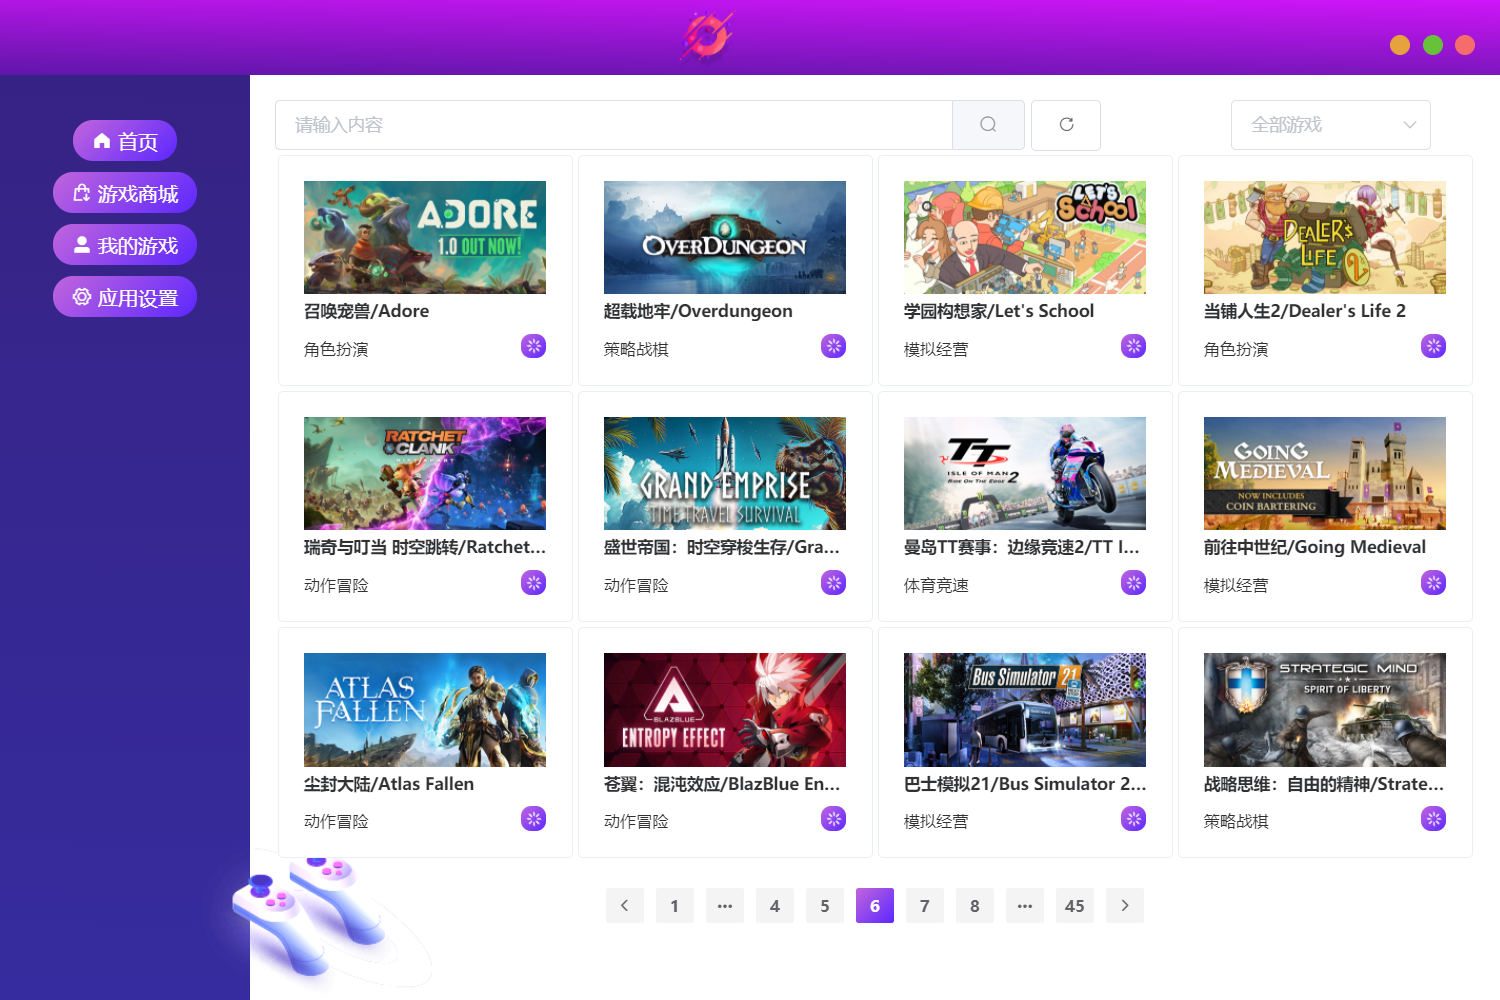 首页
游戏商城
我的游戏
应用设置
请输入内容
全部游戏
ADORE
1.0 OUT NOW!
召唤宠兽/Adore
角色扮演
OVERDUNGEON
超载地牢/Overdungeon
策略战棋
LET'S
SCHOOL
学园构想家/Let's School
模拟经营
DEALER'S
LIFE
2
当铺人生2/Dealer's Life 2
角色扮演
RATCHET
CLANK
瑞奇与叮当 时空跳转/Ratchet...
动作冒险
GRAND EMPRISE
TIME TRAVEL SURVIVAL
盛世帝国：时空穿梭生存/Gra...
动作冒险
TT
ISLE OF MAN
RIDE ON THE EDGE 2
曼岛TT赛事：边缘竞速2/TT I...
体育竞速
GOING
MEDIEVAL
NOW INCLUDES
COIN BARTERING
前往中世纪/Going Medieval
模拟经营
ATLAS
FALLEN
尘封大陆/Atlas Fallen
动作冒险
BLAZBLUE
ENTROPY EFFECT
苍翼：混沌效应/BlazBlue En...
动作冒险
Bus Simulator 21
巴士模拟21/Bus Simulator 2...
模拟经营
STRATEGIC MIND
SPIRIT OF LIBERTY
战略思维：自由的精神/Strate...
策略战棋
1 ··· 4 5 6 7 8 ··· 45